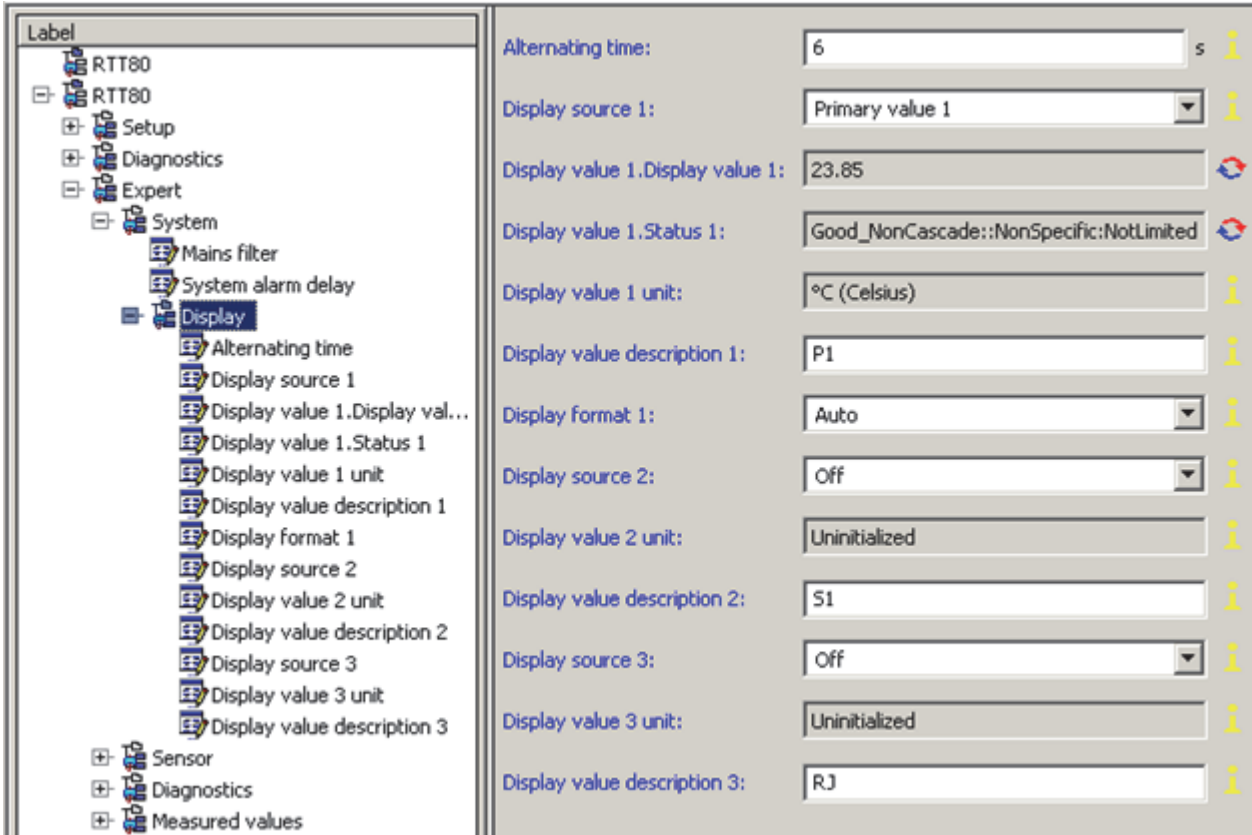 Label
RTT80
RTT80
Setup
Diagnostics
Expert
System
Mains filter
System alarm delay
Display
Alternating time
Display source 1
Display value 1.Display val...
Display value 1.Status 1
Display value 1 unit
Display value description 1
Display format 1
Display source 2
Display value 2 unit
Display value description 2
Display source 3
Display value 3 unit
Display value description 3
Sensor
Diagnostics
Measured values
Alternating time: 6 s
Display source 1: Primary value 1
Display value 1.Display value 1: 23.85
Display value 1.Status 1: Good_NonCascade::NonSpecific:NotLimited
Display value 1 unit: °C (Celsius)
Display value description 1: P1
Display format 1: Auto
Display source 2: Off
Display value 2 unit: Uninitialized
Display value description 2: S1
Display source 3: Off
Display value 3 unit: Uninitialized
Display value description 3: RJ